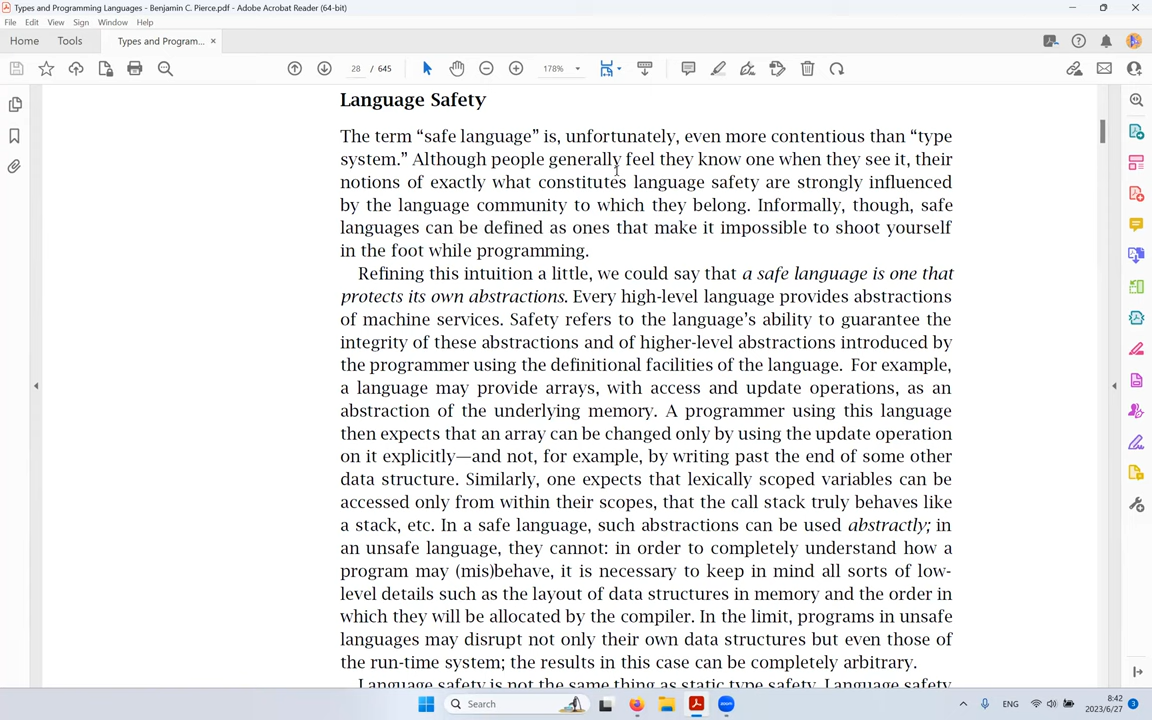 Types and Programming Languages - Benjamin C. Pierce.pdf - Adobe Acrobat Reader (64-bit)
File Edit View Sign Window Help
Home Tools Types and Program... ×
28 / 645 178%
Language Safety
The term “safe language” is, unfortunately, even more contentious than “type
system.” Although people generally feel they know one when they see it, their
notions of exactly what constitutes language safety are strongly influenced
by the language community to which they belong. Informally, though, safe
languages can be defined as ones that make it impossible to shoot yourself
in the foot while programming.
Refining this intuition a little, we could say that a safe language is one that
protects its own abstractions. Every high-level language provides abstractions
of machine services. Safety refers to the language’s ability to guarantee the
integrity of these abstractions and of higher-level abstractions introduced by
the programmer using the definitional facilities of the language. For example,
a language may provide arrays, with access and update operations, as an
abstraction of the underlying memory. A programmer using this language
then expects that an array can be changed only by using the update operation
on it explicitly—and not, for example, by writing past the end of some other
data structure. Similarly, one expects that lexically scoped variables can be
accessed only from within their scopes, that the call stack truly behaves like
a stack, etc. In a safe language, such abstractions can be used abstractly; in
an unsafe language, they cannot: in order to completely understand how a
program may (mis)behave, it is necessary to keep in mind all sorts of low-
level details such as the layout of data structures in memory and the order in
which they will be allocated by the compiler. In the limit, programs in unsafe
languages may disrupt not only their own data structures but even those of
the run-time system; the results in this case can be completely arbitrary.
Language safety is not the same thing as static type safety. Language safety
Search
ENG
8:42
2023/6/27
3